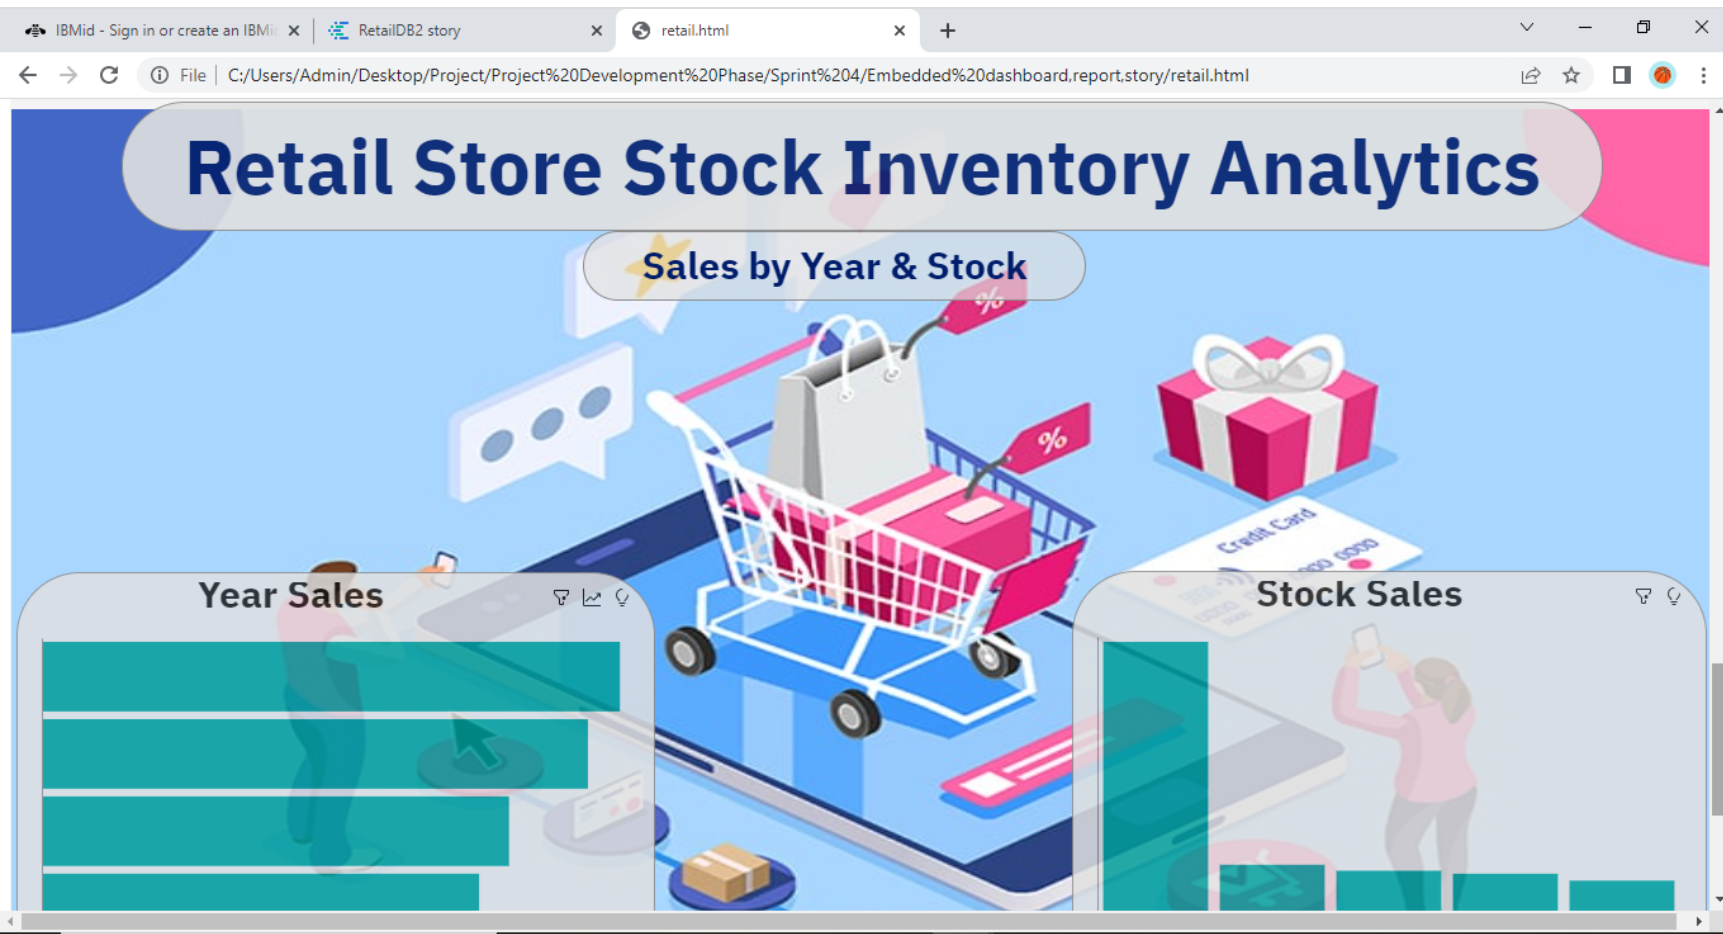 IBMid - Sign in or create an IBMi
RetailDB2 story
retail.html
File
C:/Users/Admin/Desktop/Project/Project%20Development%20Phase/Sprint%204/Embedded%20dashboard,report,story/retail.html
Retail Store Stock Inventory Analytics
Sales by Year & Stock
%
%
Credit Card
0000
Year Sales
Stock Sales